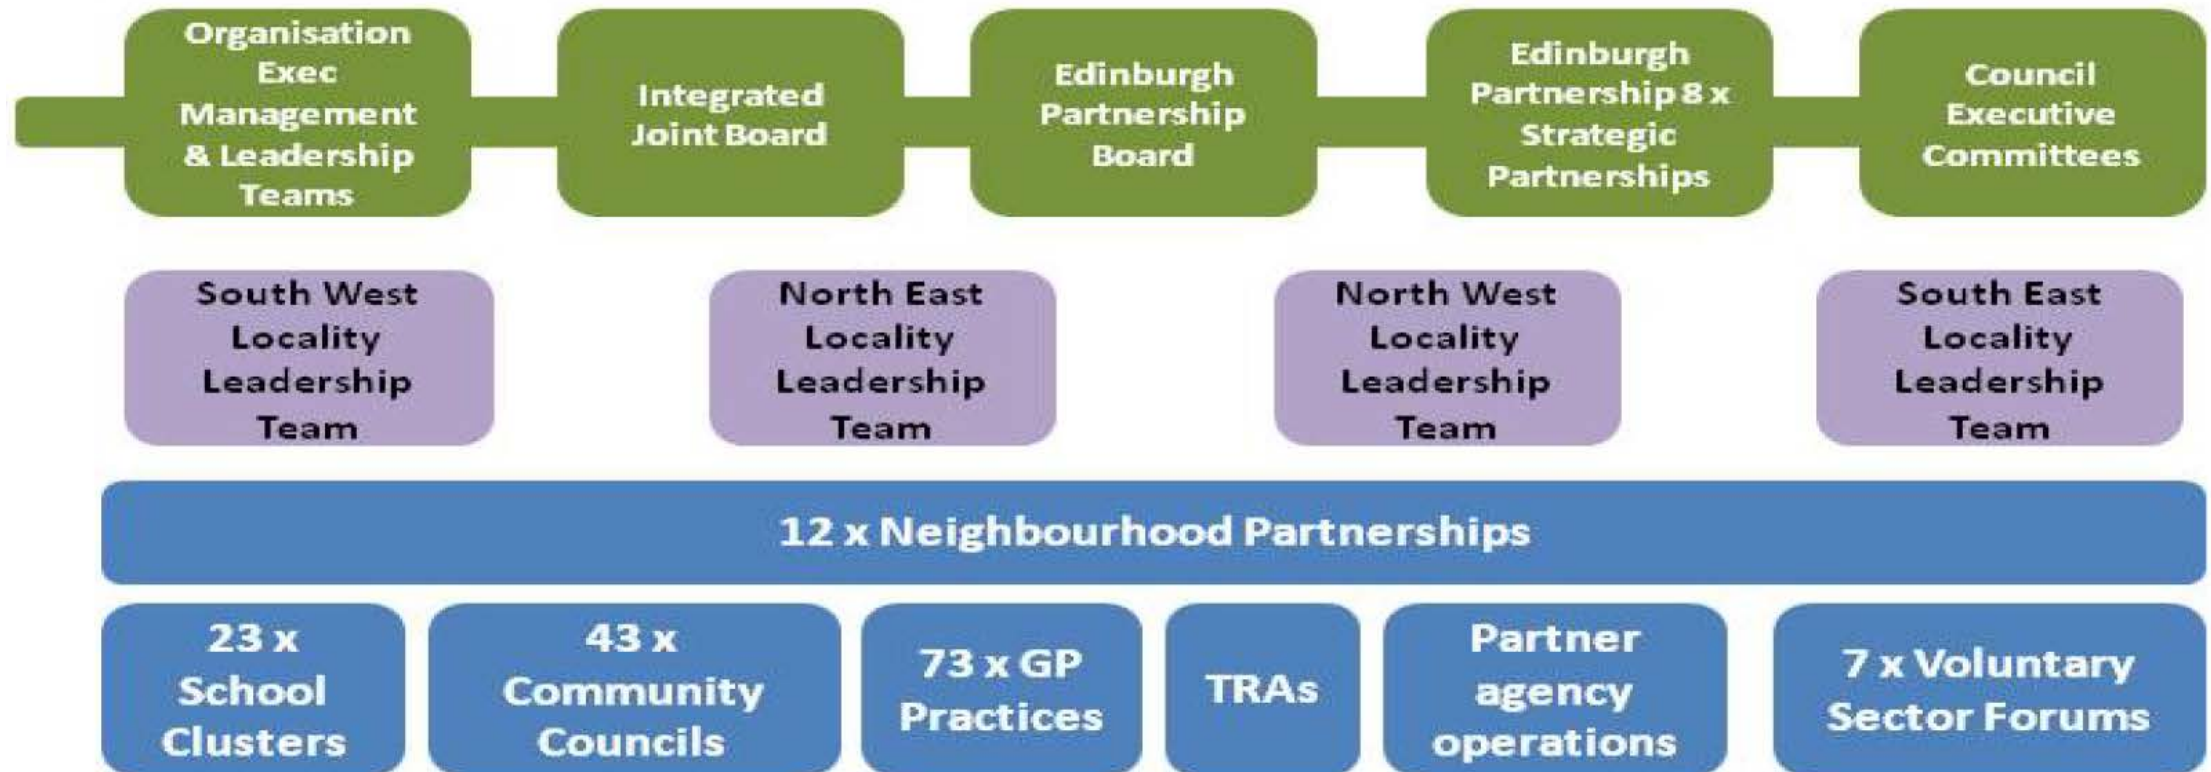 Organisation
Exec
Management
& Leadership
Teams
Integrated
Joint Board
Edinburgh
Partnership
Board
Edinburgh
Partnership 8 x
Strategic
Partnerships
Council
Executive
Committees
South West
Locality
Leadership
Team
North East
Locality
Leadership
Team
North West
Locality
Leadership
Team
South East
Locality
Leadership
Team
12 x Neighbourhood Partnerships
23 x
School
Clusters
43 x
Community
Councils
73 x GP
Practices
TRAs
Partner
agency
operations
7 x Voluntary
Sector Forums